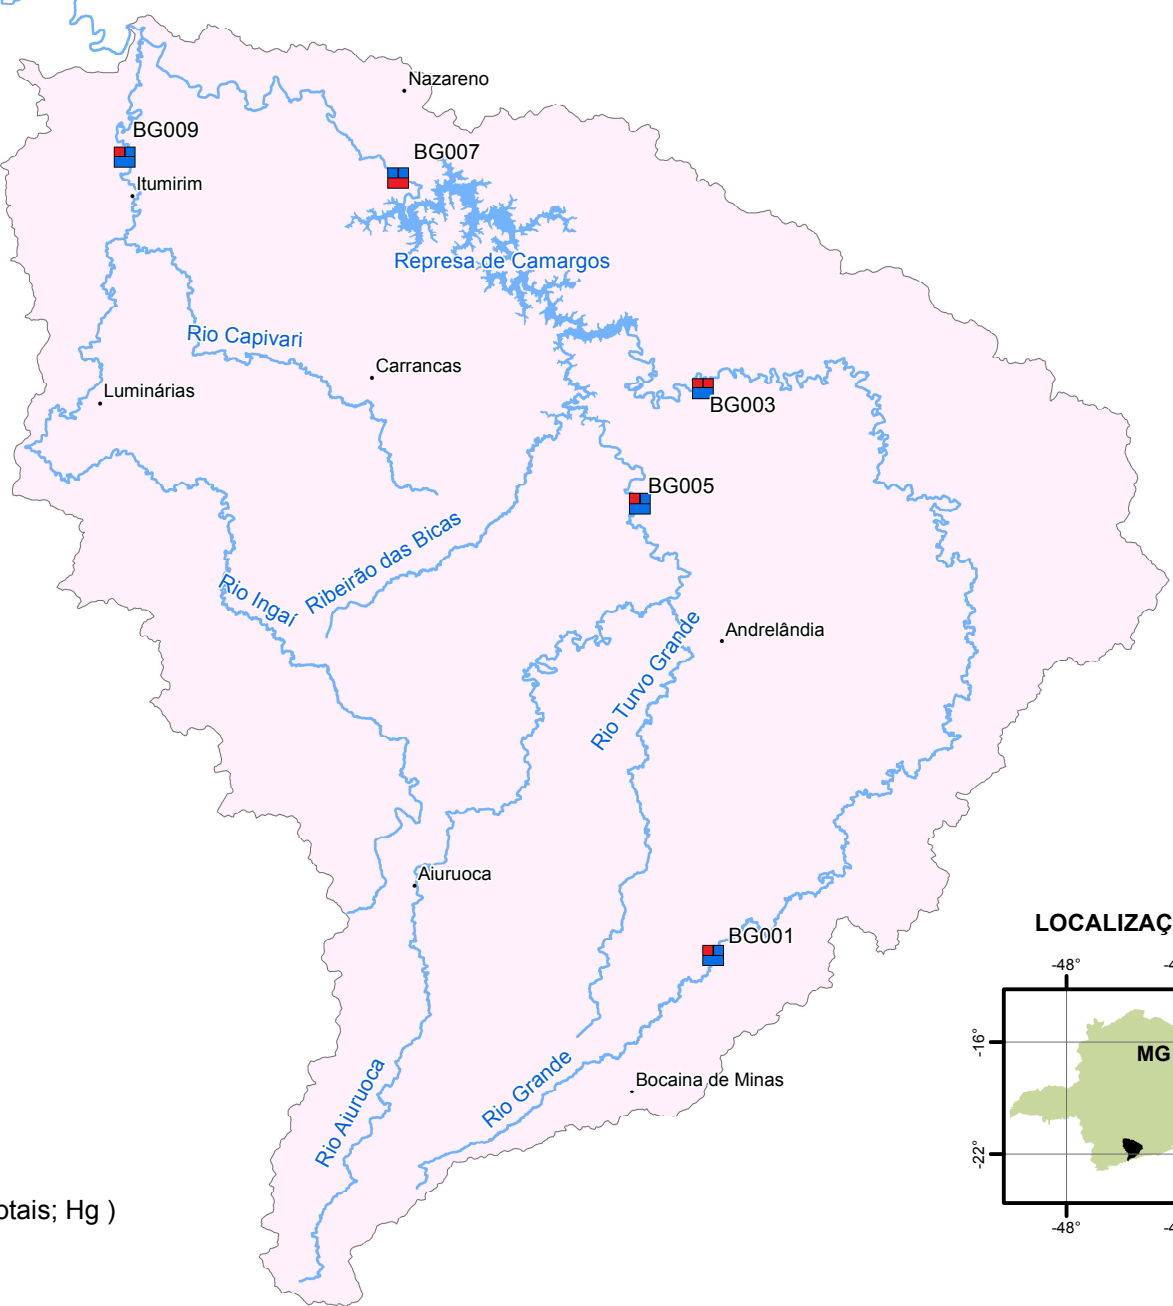 Nazareno
BG009
BG007
Itumirim
Represa de Camargos
Rio Capivari
Carrancas
Luminárias
BG003
BG005
Ribeirão das Bicas
Rio Ingaí
Andrelândia
Rio Turvo Grande
Aiuruoca
BG001
LOCALIZAÇ
-48°
-4
-16°
MG
Bocaina de Minas
Rio Grande
Rio Aiuruoca
-22°
otais; Hg )
-48°
-4